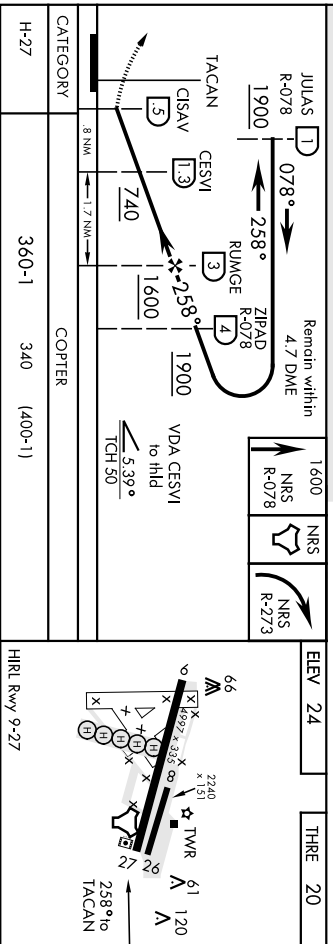 JULAS
R-078
1
1900
078°
258°
Remain within
4.7 DME
1600
NRS
R-078
NRS
NRS
R-273
TACAN
CISAV
.5
CESVI
1.3
RUMGE
3
ZIPAD
R-078
4
740
1600
258°
1900
VDA CESVI
to thld
5.39°
TCH 50
.8 NM
1.7 NM
CATEGORY
COPTER
H-27
360-1
340
(400-1)
ELEV 24
THRE 20
66
4997 x 335
2240
x 151
TWR
61
120
27
26
9
8
X
X
X
X
X
X
X
H
H
H
H
H
258° to
TACAN
HIRL Rwy 9-27